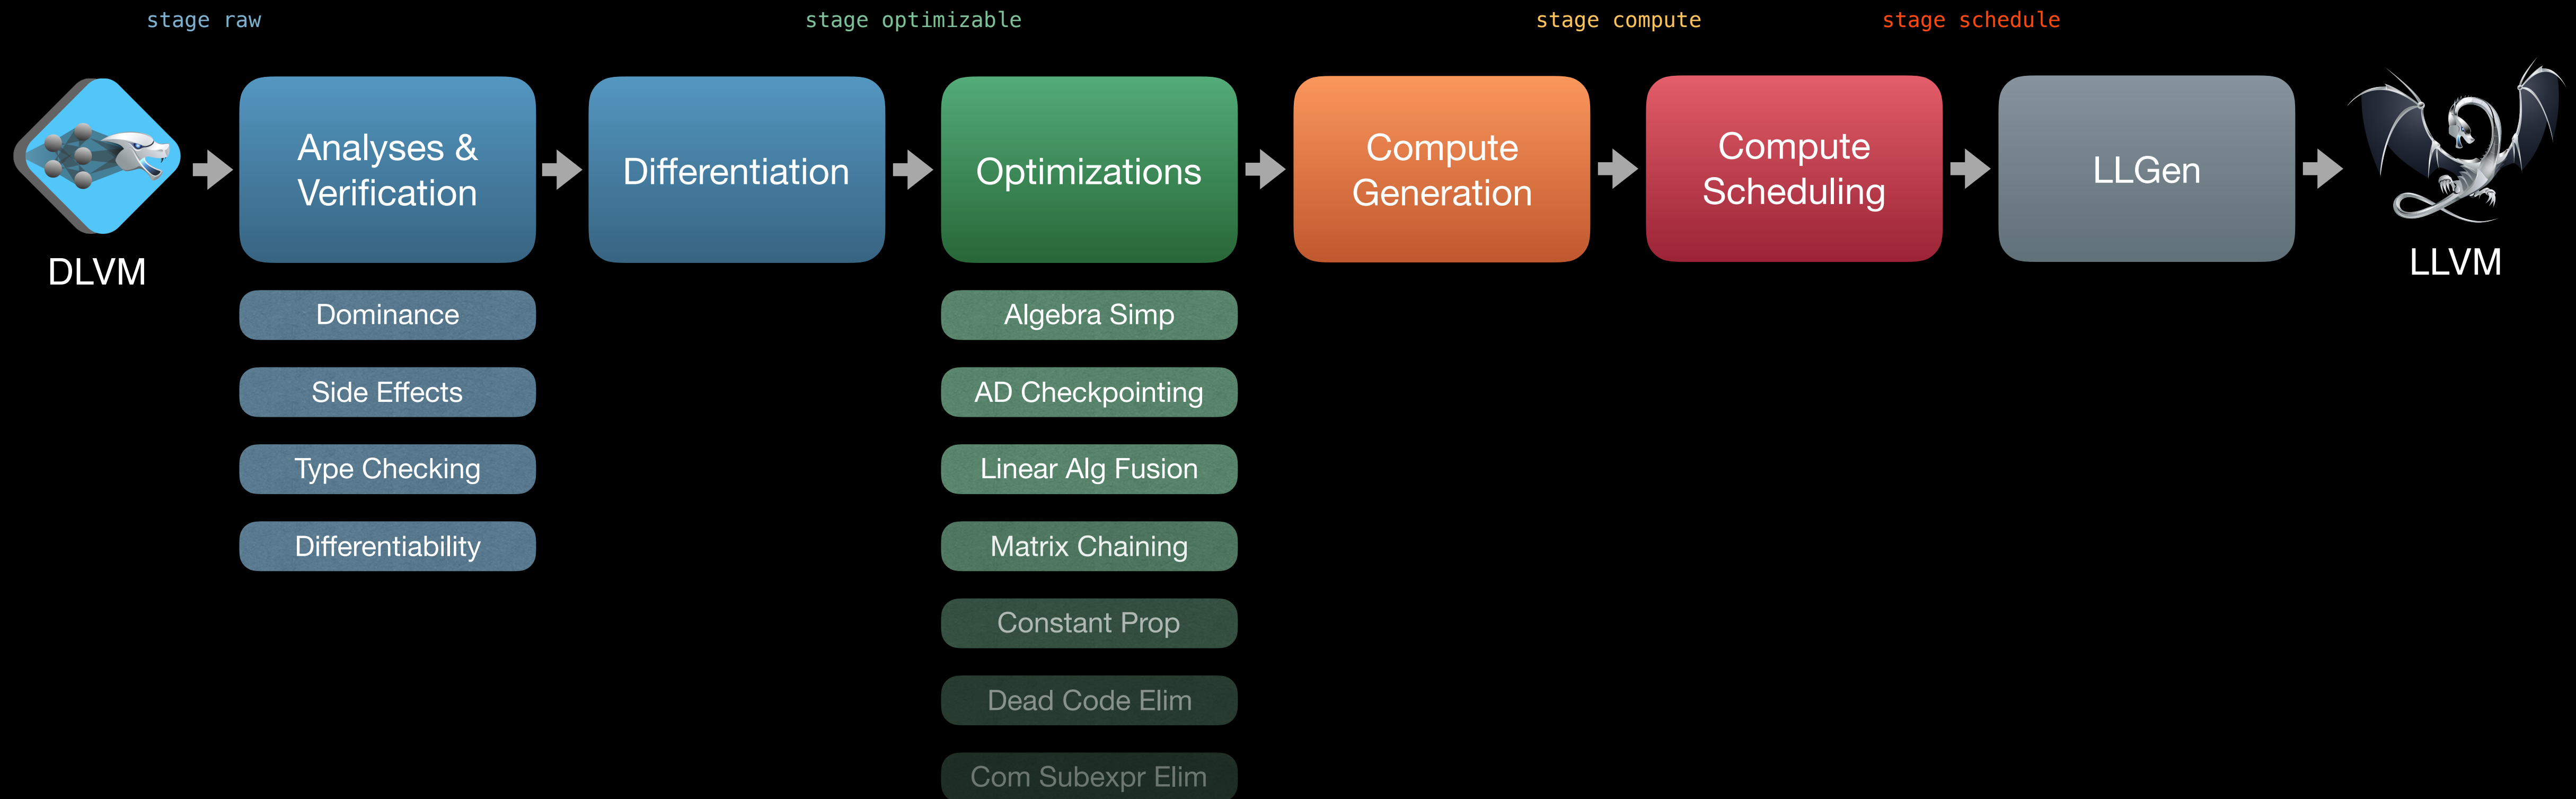 stage raw
stage optimizable
stage compute
stage schedule
DLVM
Analyses &
Verification
Differentiation
Optimizations
Compute
Generation
Compute
Scheduling
LLGen
LLVM
Dominance
Side Effects
Type Checking
Differentiability
Algebra Simp
AD Checkpointing
Linear Alg Fusion
Matrix Chaining
Constant Prop
Dead Code Elim
Com Subexpr Elim